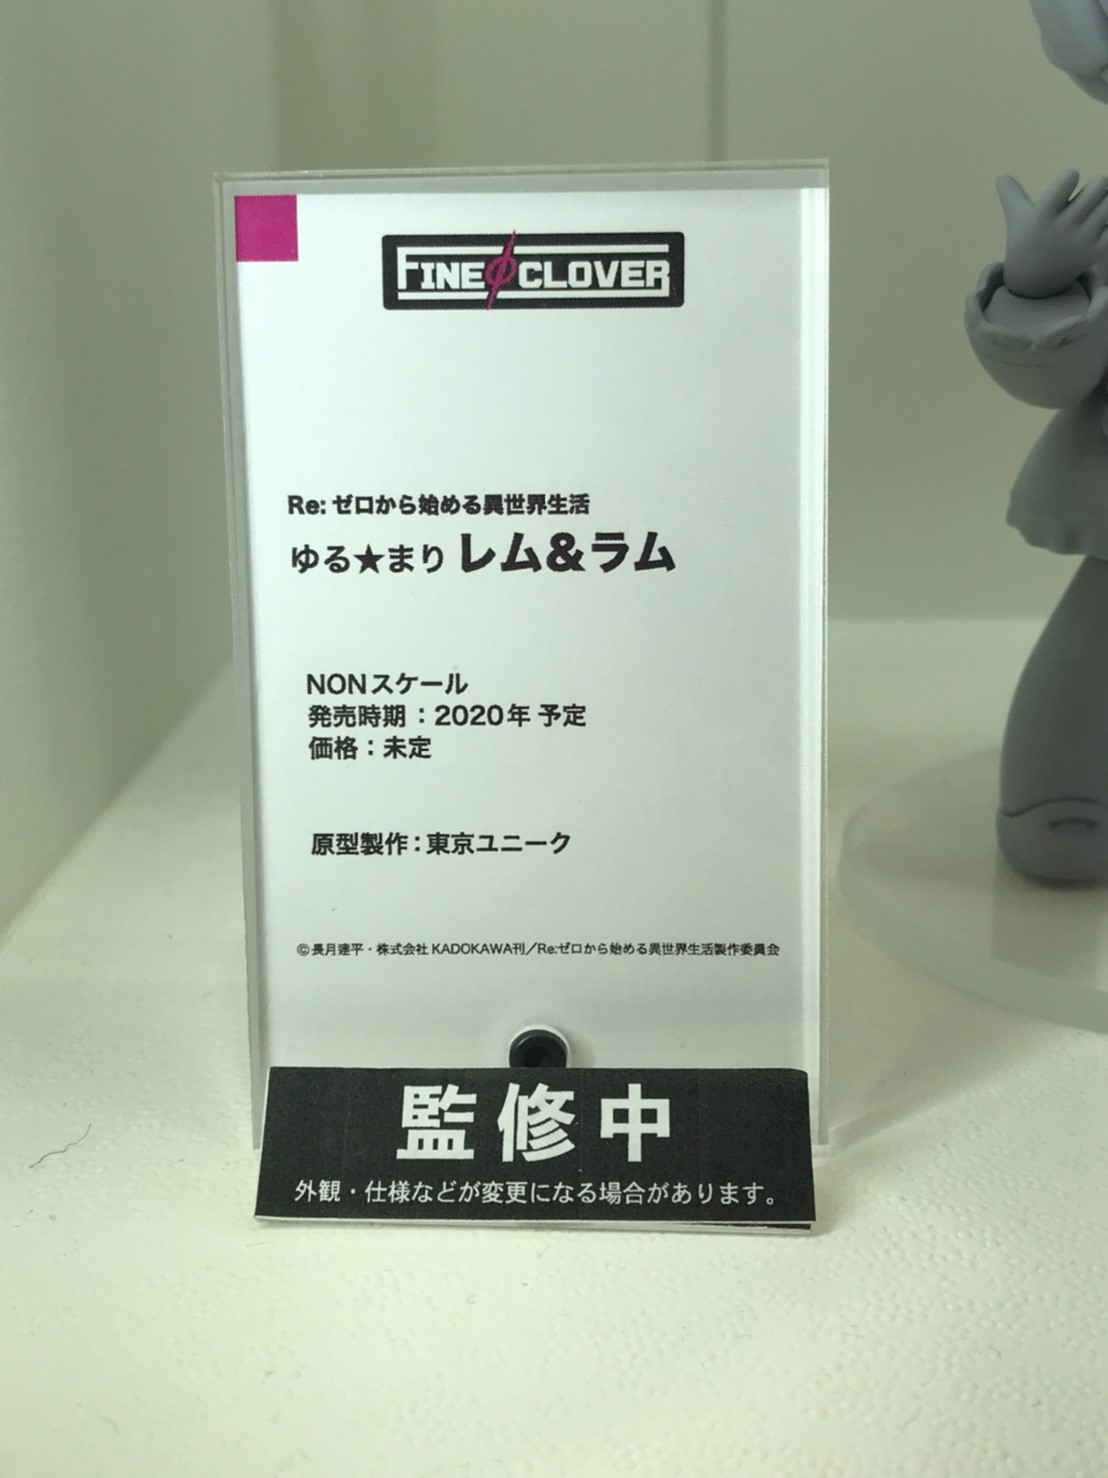 FINE CLOVER
Re:ゼロから始める異世界生活
ゆる★まり レム&ラム
NONスケール
発売時期：2020年 予定
価格：未定
原型製作：東京ユニーク
©長月達平・株式会社KADOKAWA刊／Re:ゼロから始める異世界生活製作委員会
監修中
外観・仕様などが変更になる場合があります。